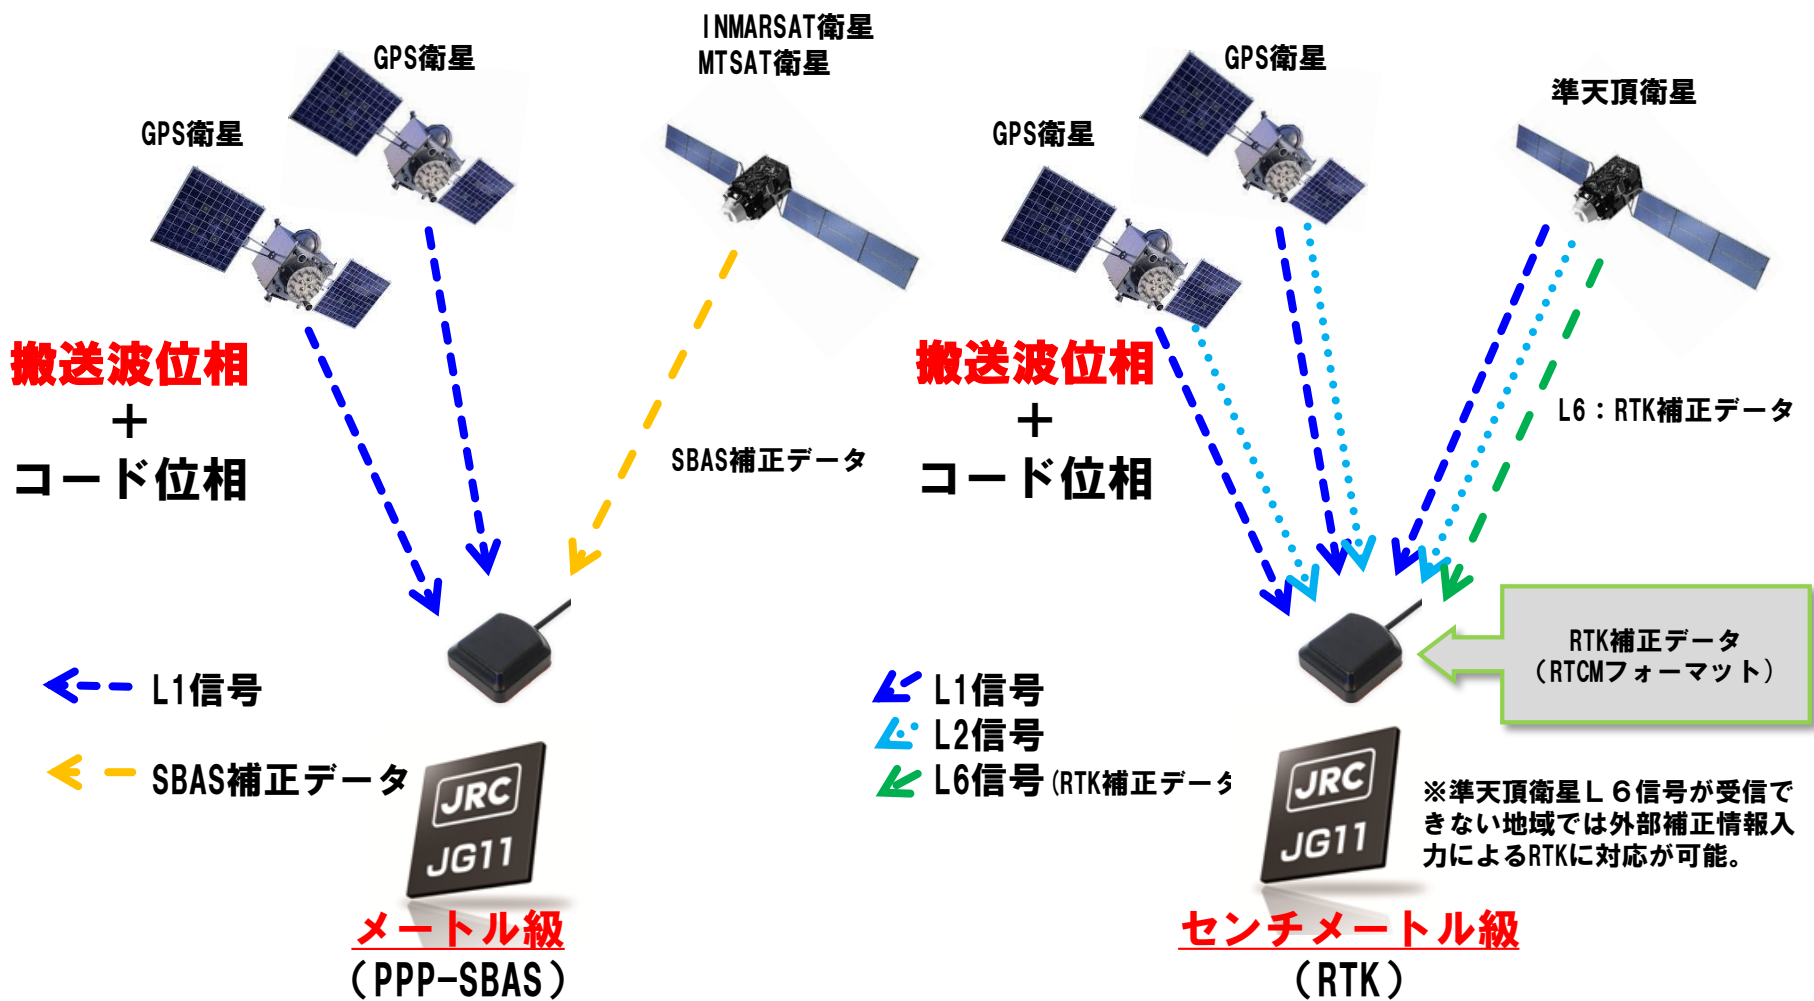 INMARSAT衛星
MTSAT衛星
GPS衛星
GPS衛星
搬送波位相
+
コード位相
SBAS補正データ
L1信号
SBAS補正データ
JRC
JG11
メートル級
(PPP-SBAS)
GPS衛星
準天頂衛星
GPS衛星
搬送波位相
+
コード位相
L6:RTK補正データ
RTK補正データ
(RTCMフォーマット)
L1信号
L2信号
L6信号(RTK補正データ
JRC
JG11
※準天頂衛星L6信号が受信で
きない地域では外部補正情報入
力によるRTKに対応が可能。
センチメートル級
(RTK)